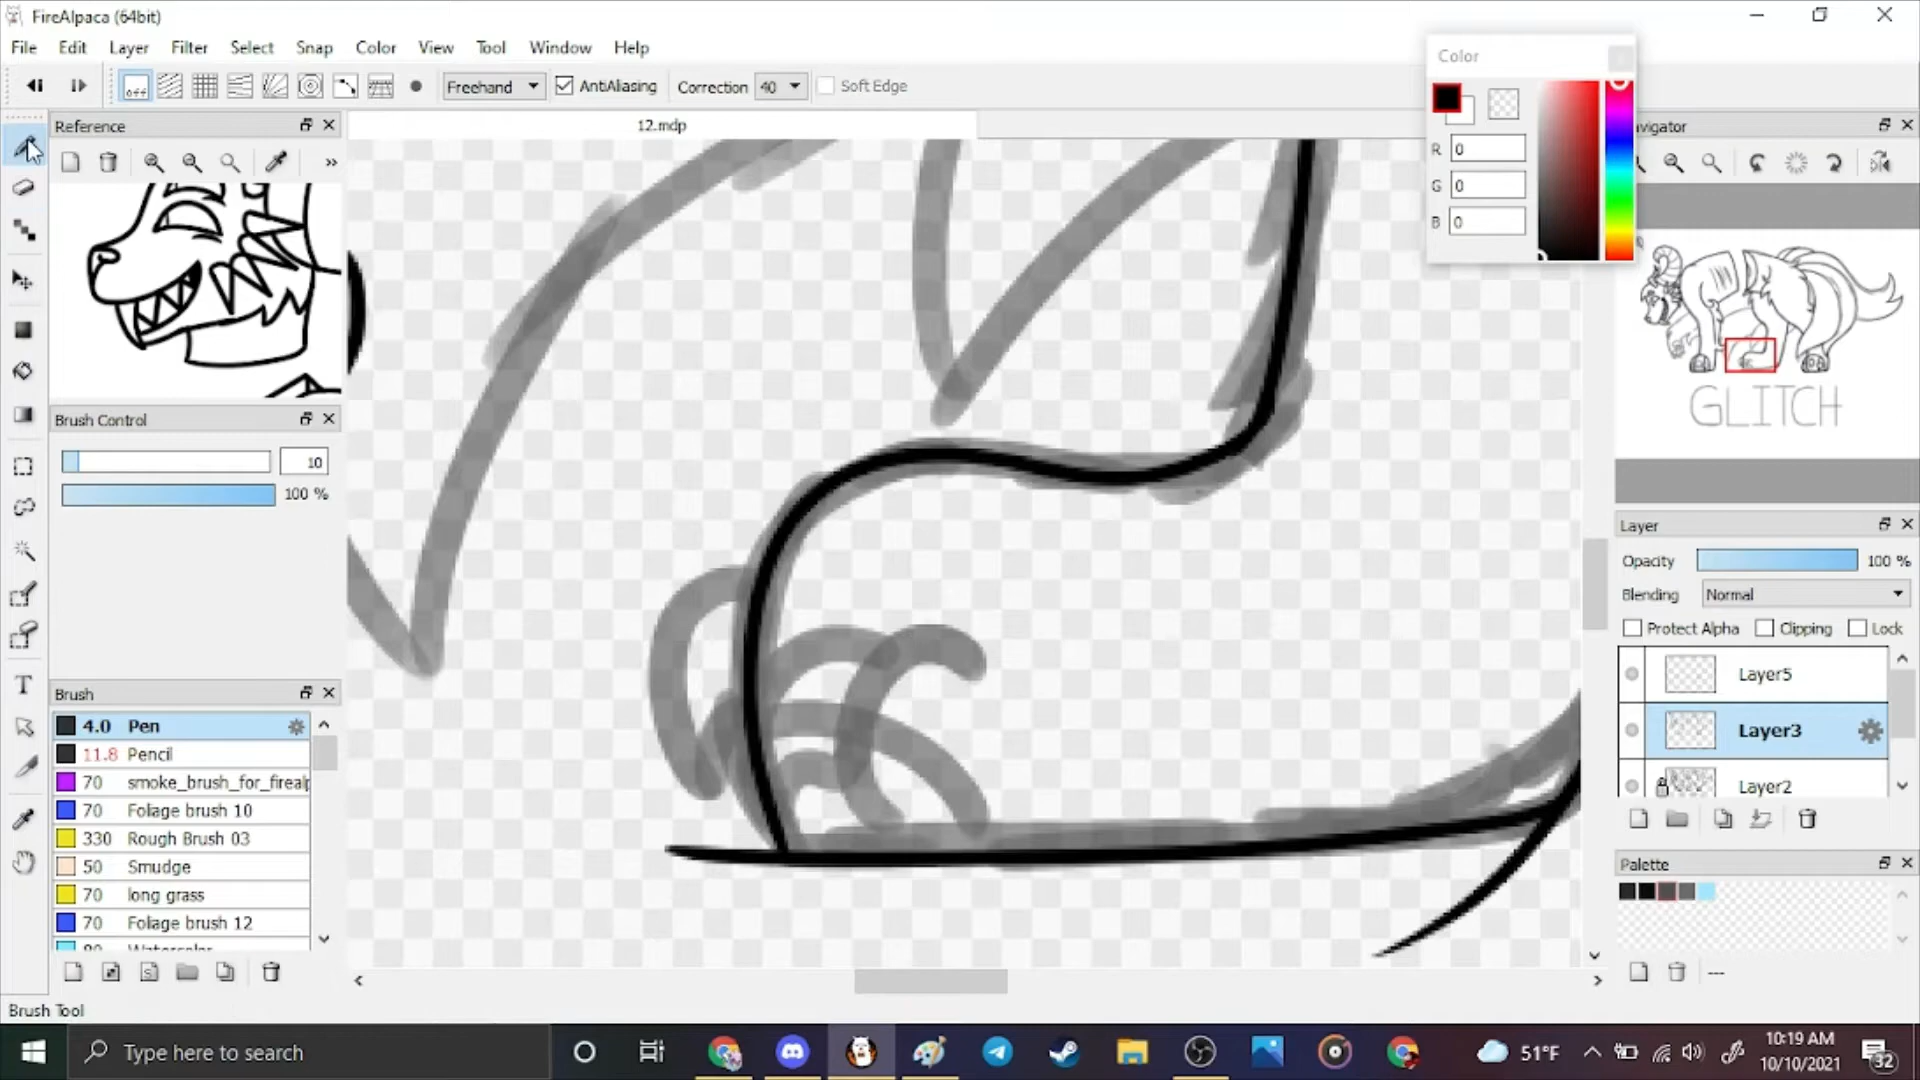 FireAlpaca (64bit)
File Edit Layer Filter Select Snap Color View Tool Window Help
off Freehand AntiAliasing Correction 40 Soft Edge
Color
R 0
G 0
B 0
Reference
12.mdp
Brush Control
10
100 %
Brush
4.0 Pen
11.8 Pencil
70 smoke_brush_for_fireal
70 Foliage brush 10
330 Rough Brush 03
50 Smudge
70 long grass
70 Foliage brush 12
80 Watercolor
Brush Tool
GLITCH
Layer
Opacity 100 %
Blending Normal
Protect Alpha Clipping Lock
Layer5
Layer3
Layer2
Palette
---
Type here to search
51°F
10:19 AM
10/10/2021
32